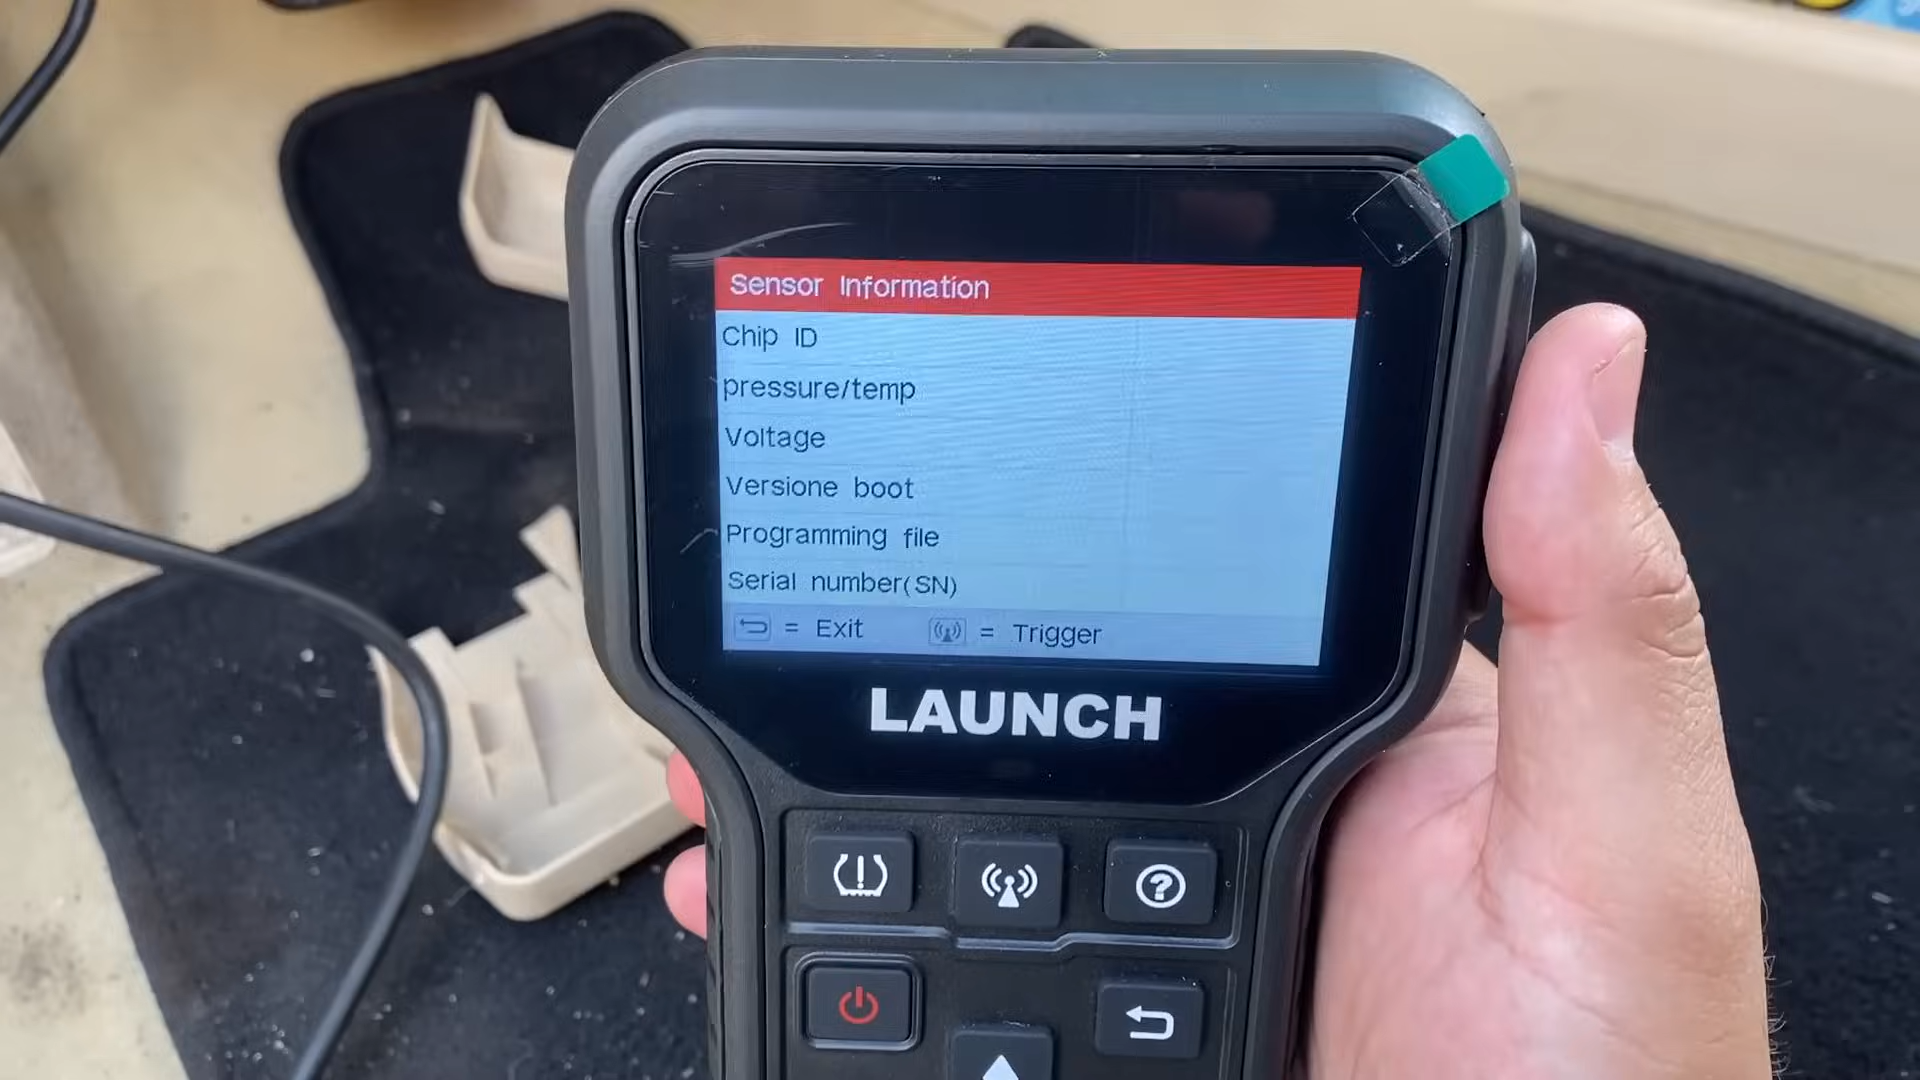 Sensor Information
Chip ID
pressure/temp
Voltage
Versione boot
Programming file
Serial number(SN)
= Exit = Trigger
LAUNCH